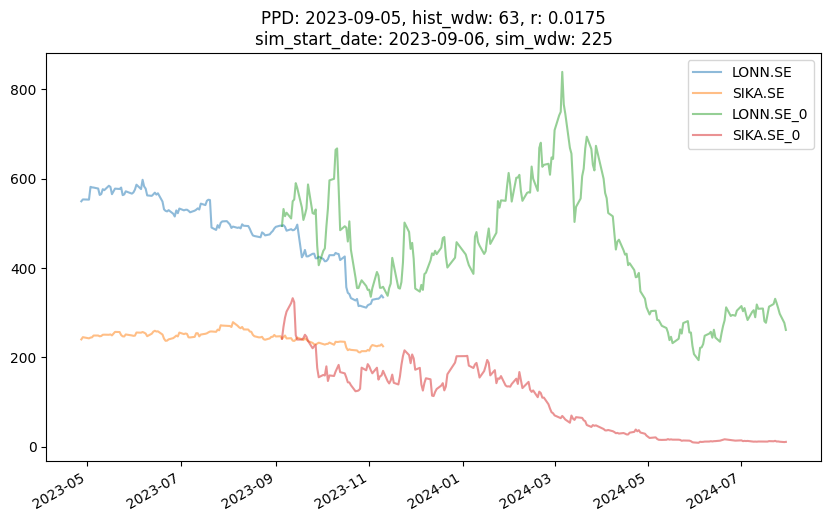 PPD: 2023-09-05, hist_wdw: 63, r: 0.0175
sim_start_date: 2023-09-06, sim_wdw: 225
LONN.SE
SIKA.SE
LONN.SE_0
SIKA.SE_0
800
600
400
200
0
2023-05
2023-07
2023-09
2023-11
2024-01
2024-03
2024-05
2024-07